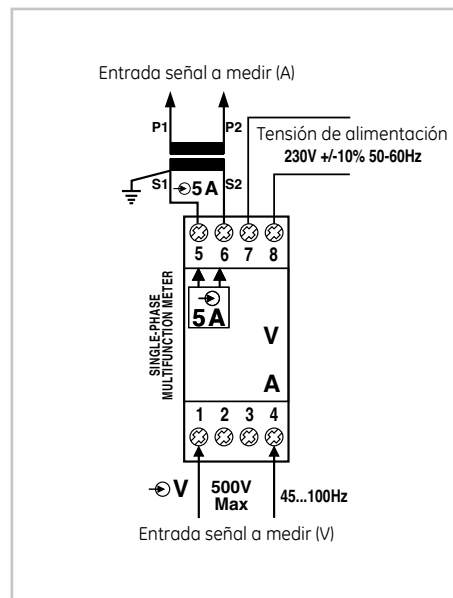 Entrada señal a medir (A)
P1 P2
Tensión de alimentación
230V +/-10% 50-60Hz
S1 5A S2
5 6 7 8
5A
SINGLE-PHASE
MULTIFUNCTION METER
V
A
1 2 3 4
V 500V
Max
45...100Hz
Entrada señal a medir (V)